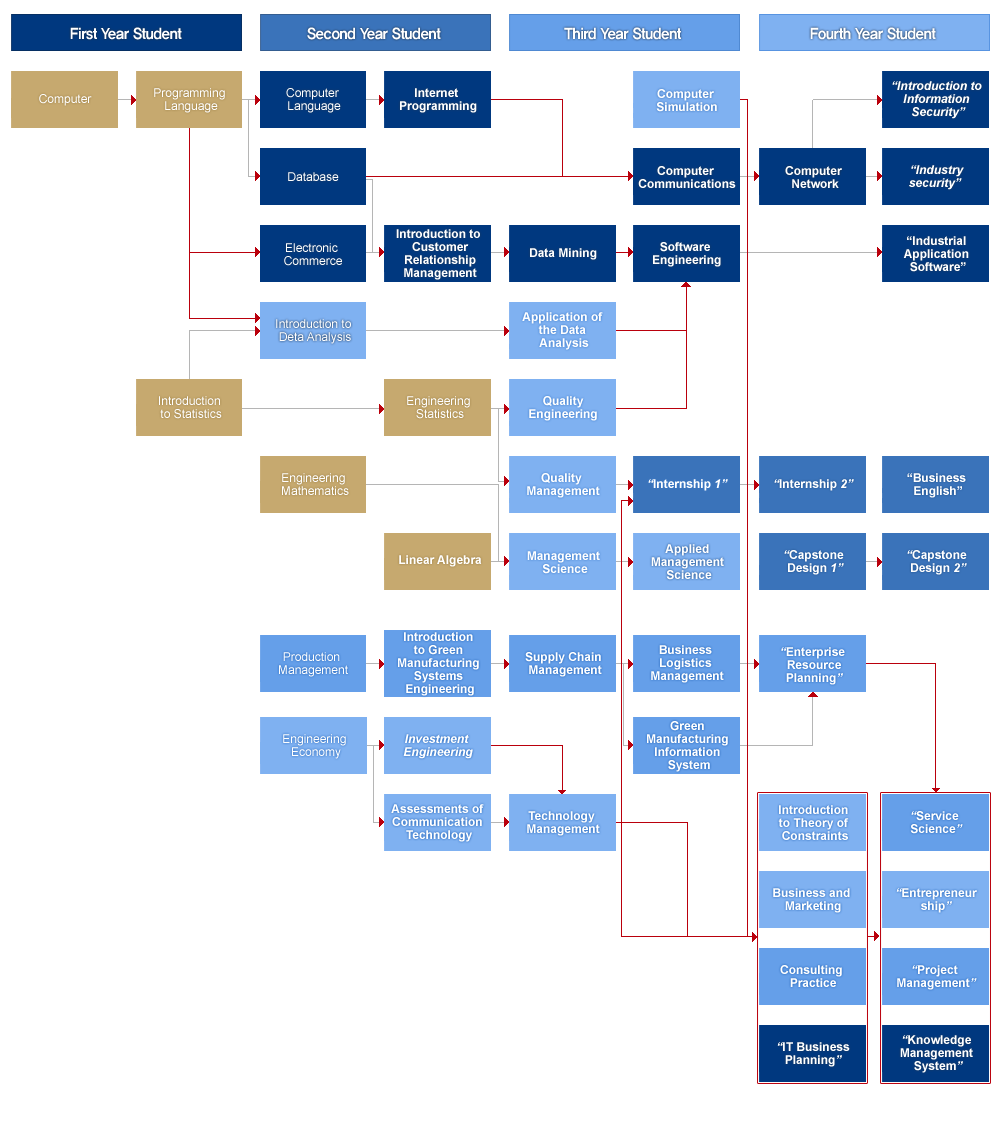 First Year Student
Second Year Student
Third Year Student
Fourth Year Student
Computer
Programming
Language
Computer
Language
Internet
Programming
Computer
Simulation
“Introduction to
Information
Security”
Database
Computer
Communications
Computer
Network
“Industry
security”
Electronic
Commerce
Introduction to
Customer
Relationship
Management
Data Mining
Software
Engineering
“Industrial
Application
Software”
Introduction to
Deta Analysis
Application of
the Data
Analysis
Introduction
to Statistics
Engineering
Statistics
Quality
Engineering
Engineering
Mathematics
Quality
Management
“Internship 1”
“Internship 2”
“Business
English”
Linear Algebra
Management
Science
Applied
Management
Science
“Capstone
Design 1”
“Capstone
Design 2”
Production
Management
Introduction
to Green
Manufacturing
Systems
Engineering
Supply Chain
Management
Business
Logistics
Management
“Enterprise
Resource
Planning”
Engineering
Economy
Investment
Engineering
Green
Manufacturing
Information
System
Assessments of
Communication
Technology
Technology
Management
Introduction
to Theory of
Constraints
“Service
Science”
Business and
Marketing
“Entrepreneur
ship”
Consulting
Practice
“Project
Management”
“IT Business
Planning”
“Knowledge
Management
System”